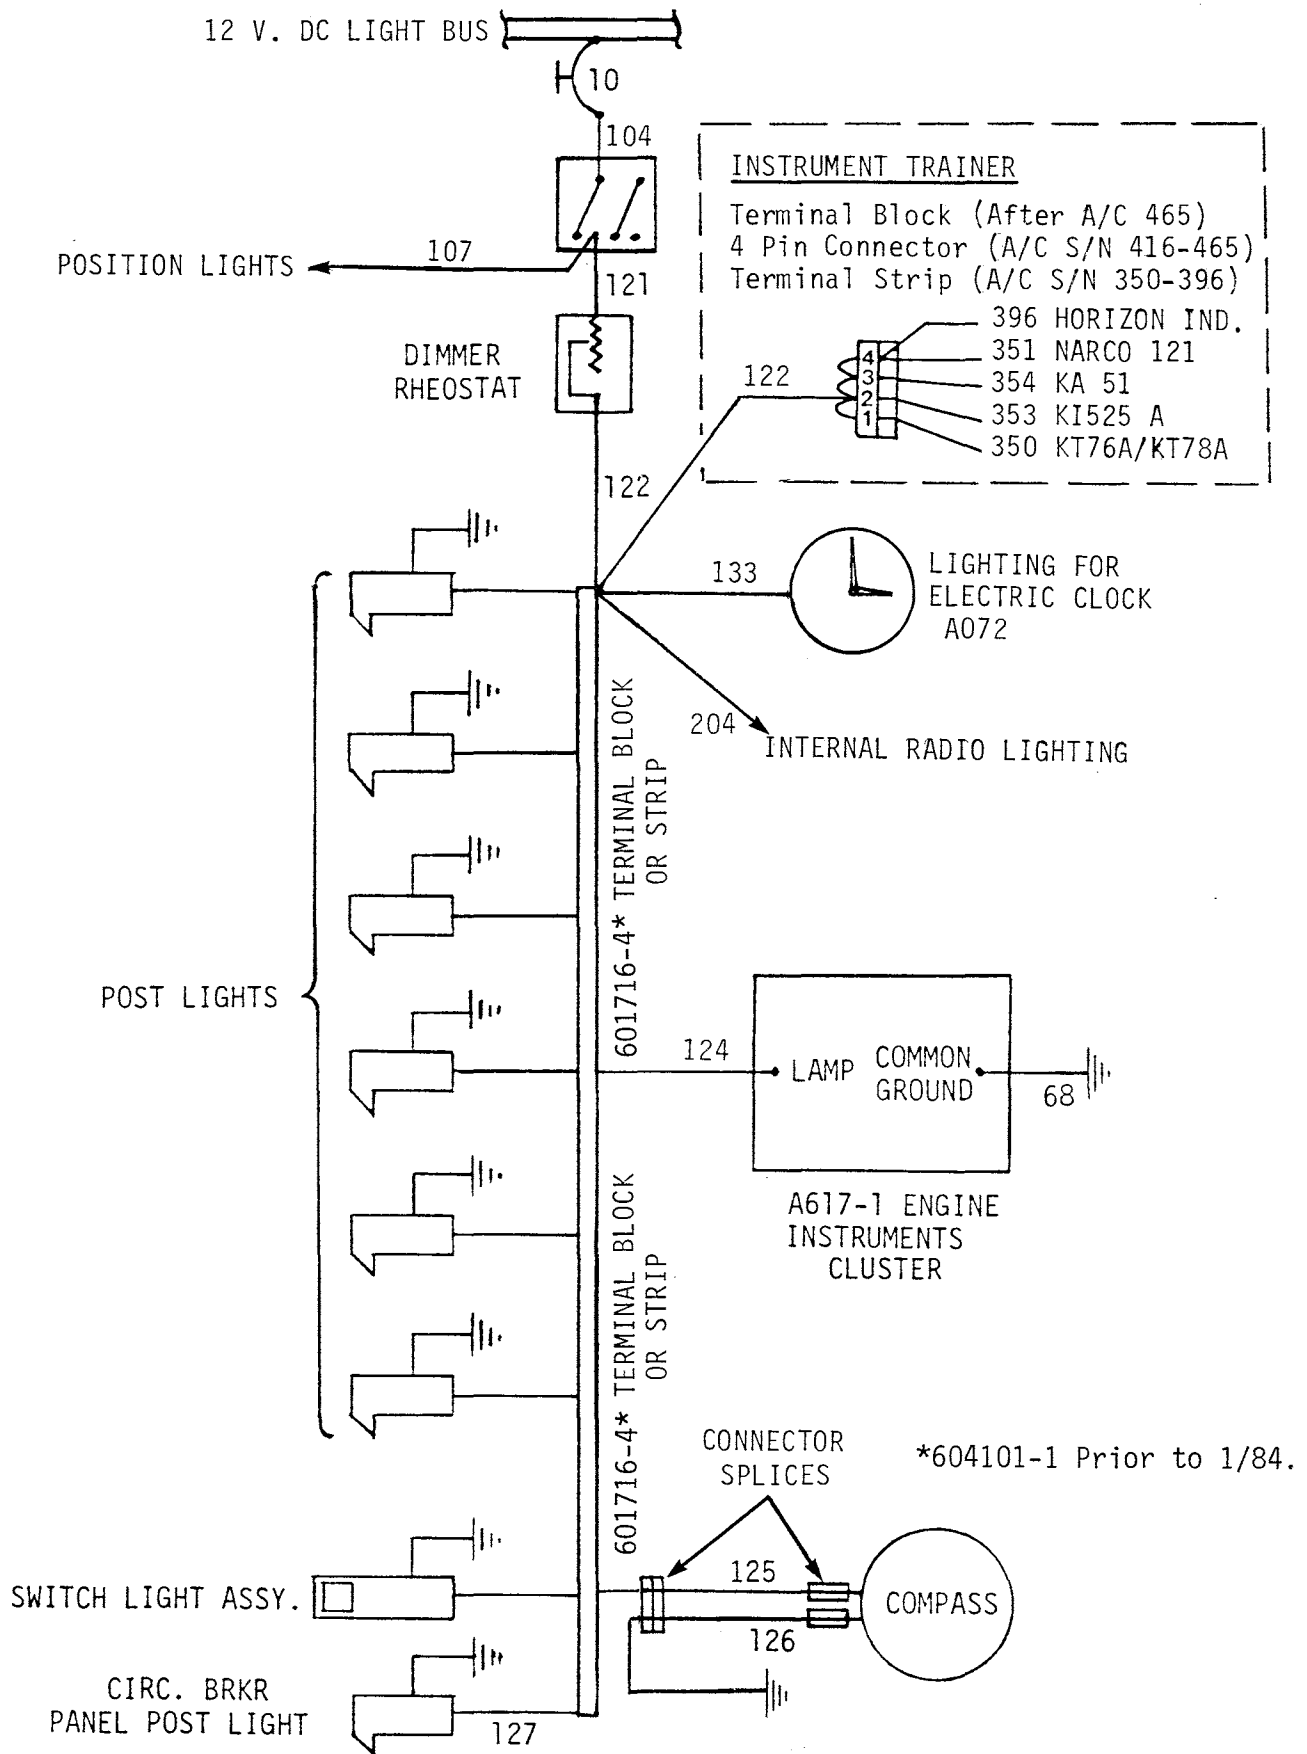 12 V. DC LIGHT BUS
10
104
INSTRUMENT TRAINER
Terminal Block (After A/C 465)
4 Pin Connector (A/C S/N 416-465)
Terminal Strip (A/C S/N 350-396)
POSITION LIGHTS
107
121
396 HORIZON IND.
351 NARCO 121
354 KA 51
353 KI525 A
350 KT76A/KT78A
4
3
2
1
122
DIMMER
RHEOSTAT
122
133
LIGHTING FOR
ELECTRIC CLOCK
A072
204
INTERNAL RADIO LIGHTING
601716-4* TERMINAL BLOCK
OR STRIP
POST LIGHTS
124
LAMP
COMMON
GROUND
68
A617-1 ENGINE
INSTRUMENTS
CLUSTER
601716-4* TERMINAL BLOCK
OR STRIP
CONNECTOR
SPLICES
*604101-1 Prior to 1/84.
SWITCH LIGHT ASSY.
125
COMPASS
126
CIRC. BRKR
PANEL POST LIGHT
127